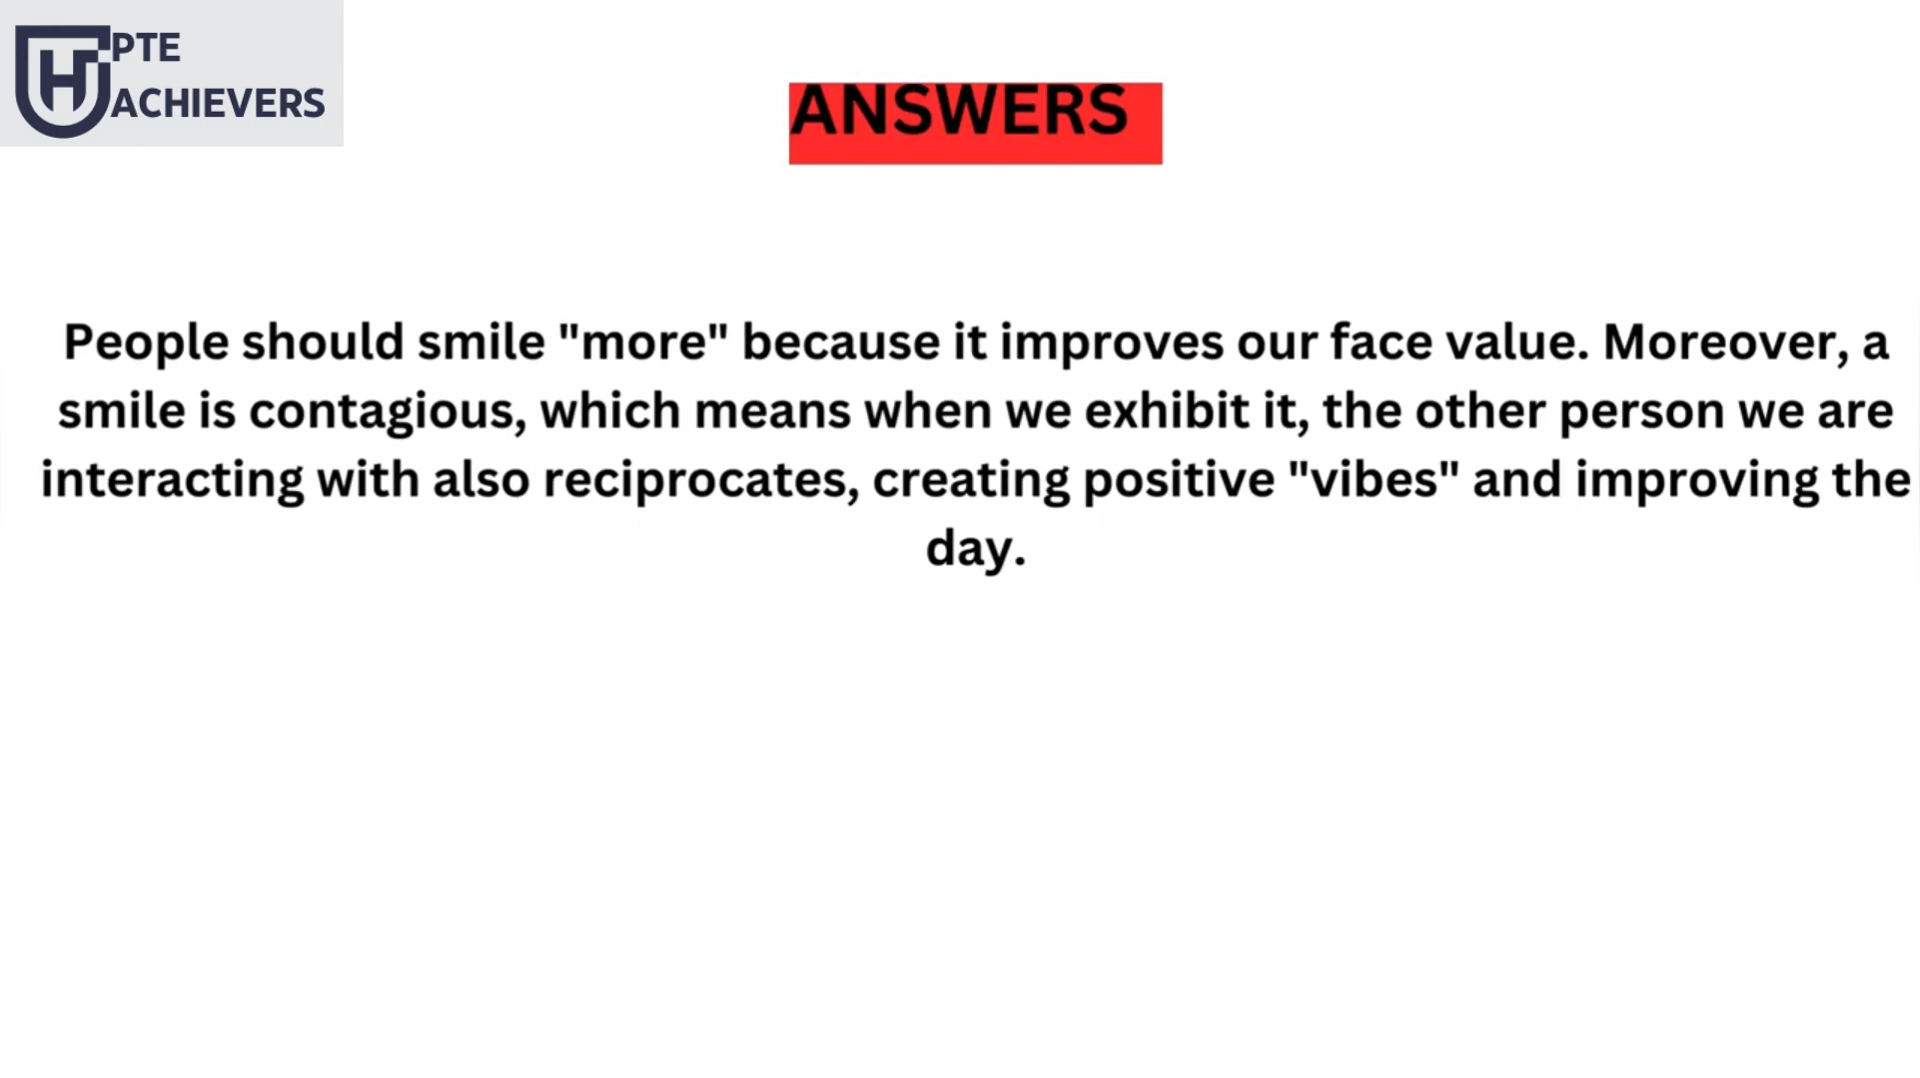 PTE
ACHIEVERS
ANSWERS
People should smile "more" because it improves our face value. Moreover, a
smile is contagious, which means when we exhibit it, the other person we are
interacting with also reciprocates, creating positive "vibes" and improving the
day.